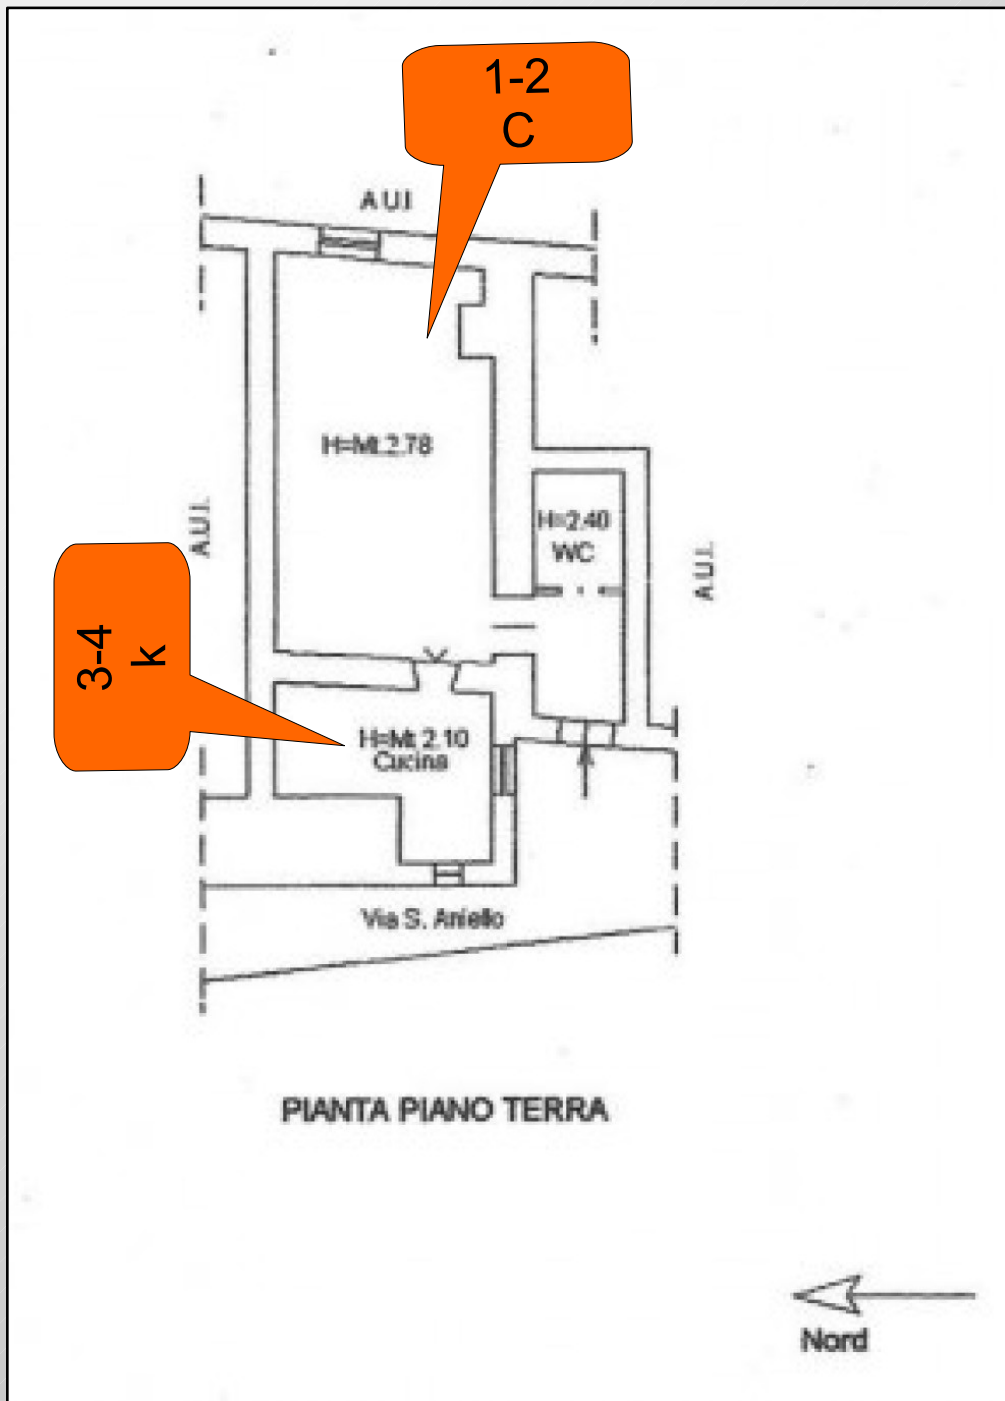 1-2
C
A.U.I
H=Mt.2.78
H=2.40
WC
A.U.I.
A.U.I.
3-4
k
H=Mt.2.10
Cucina
Via S. Aniello
PIANTA PIANO TERRA
Nord